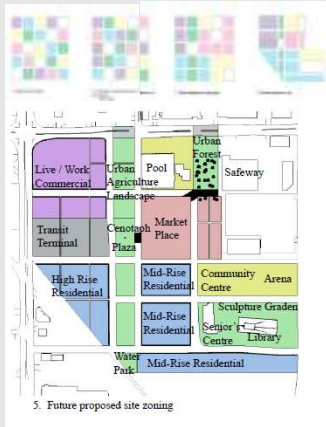 Urban
Forest
Live / Work
Commercial
Urban
Agriculture
Landscape
Pool
Safeway
Transit
Terminal
Cenotaph
Plaza
Market
Place
High Rise
Residential
Mid-Rise
Residential
Community
Centre
Arena
Mid-Rise
Residential
Sculpture Graden
Senior's
Centre
Library
Water
Park
Mid-Rise Residential
5. Future proposed site zoning